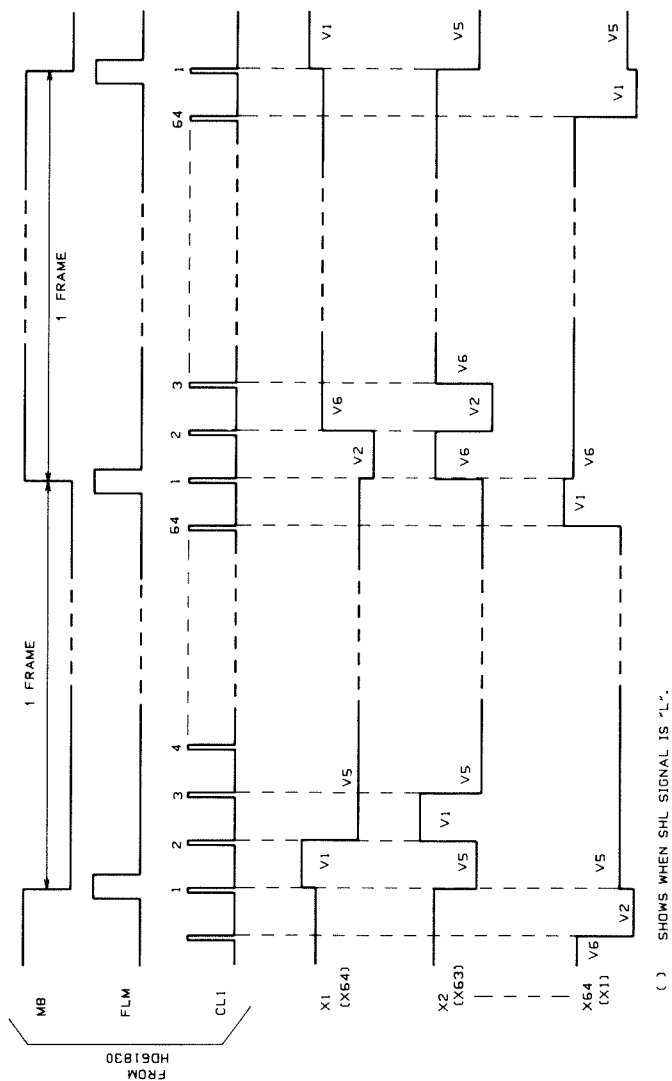 FROM
HD61830
MB
1 FRAME
1 FRAME
FLM
CL1
1 2 3 4 64 1 2 3 64 1
X1
(X64)
V1 V5 V2 V6 V1
X2
(X63)
V5 V1 V5 V6 V2 V6 V5
X64
(X1)
V6 V2 V5 V1 V6 V1 V5
( ) SHOWS WHEN SHL SIGNAL IS "L".